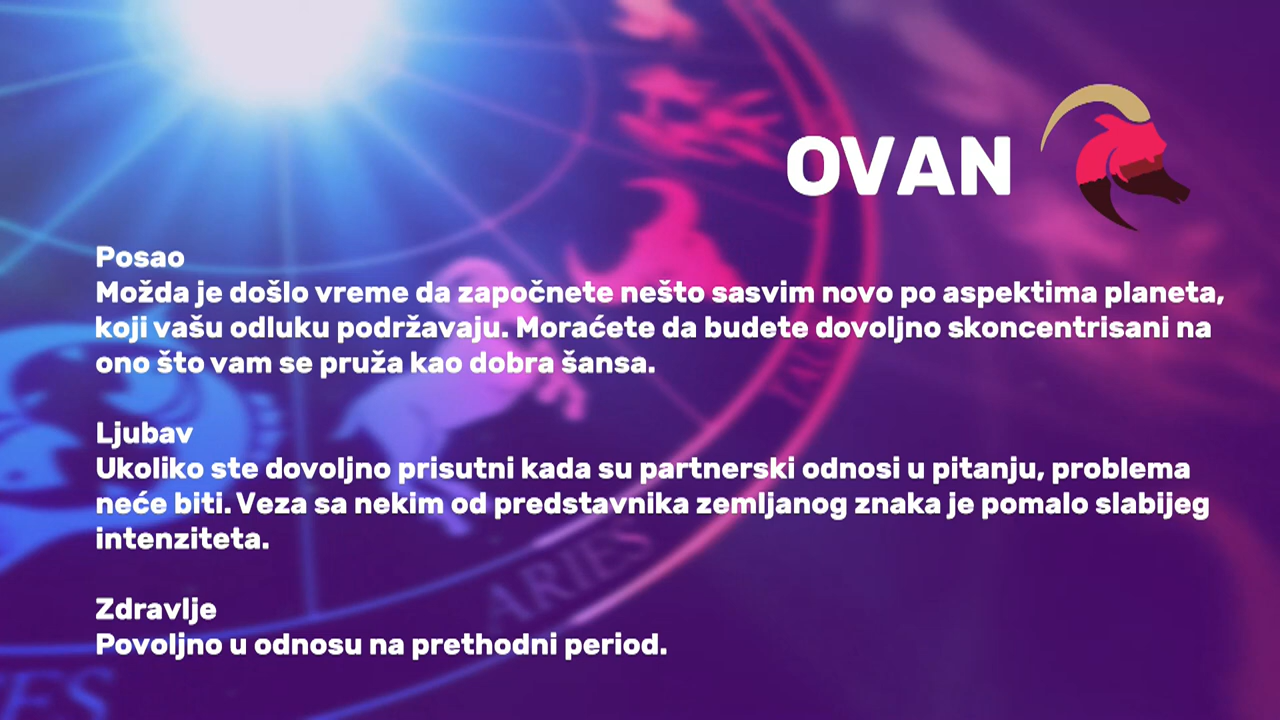 OVAN
Posao
Možda je došlo vreme da započnete nešto sasvim novo po aspektima planeta,
koji vašu odluku podržavaju. Moraćete da budete dovoljno skoncentrisani na
ono što vam se pruža kao dobra šansa.
Ljubav
Ukoliko ste dovoljno prisutni kada su partnerski odnosi u pitanju, problema
neće biti. Veza sa nekim od predstavnika zemljanog znaka je pomalo slabijeg
intenziteta.
ARIES
Zdravlje
Povoljno u odnosu na prethodni period.